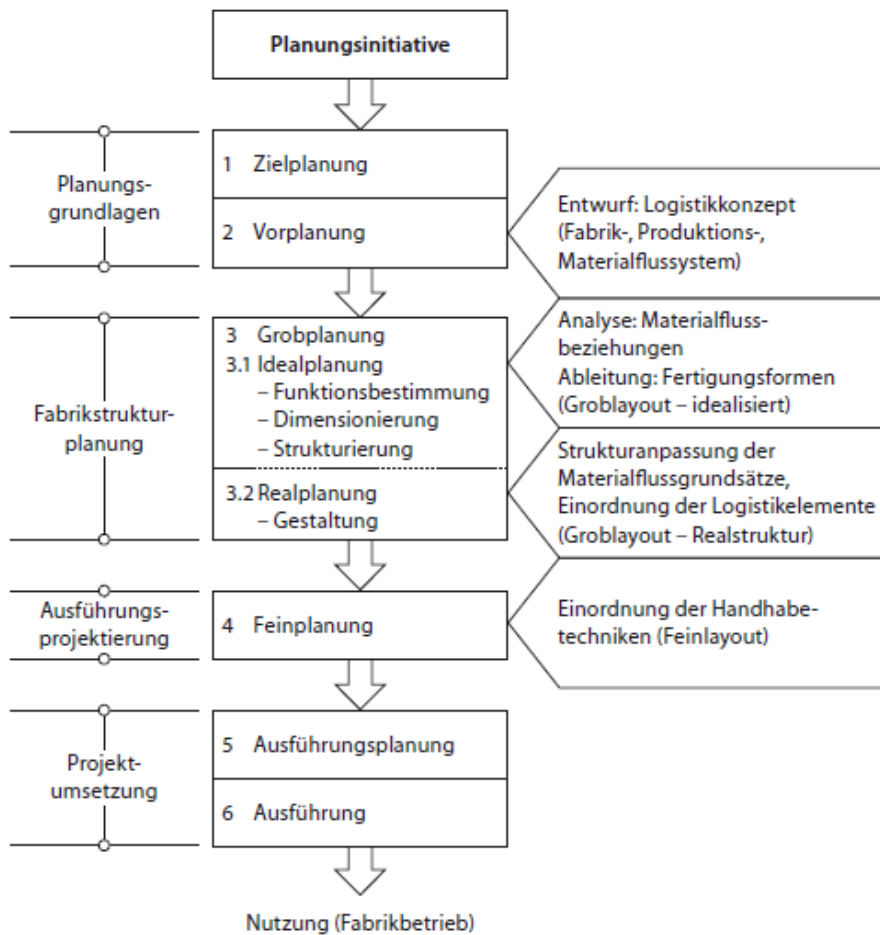 Planungsinitiative
Planungs-
grundlagen
1 Zielplanung
2 Vorplanung
Entwurf: Logistikkonzept
(Fabrik-, Produktions-,
Materialflussystem)
Fabrikstruktur-
planung
3 Grobplanung
3.1 Idealplanung
– Funktionsbestimmung
– Dimensionierung
– Strukturierung
3.2 Realplanung
– Gestaltung
Analyse: Materialfluss-
beziehungen
Ableitung: Fertigungsformen
(Groblayout – idealisiert)
Strukturanpassung der
Materialflussgrundsätze,
Einordnung der Logistikelemente
(Groblayout – Realstruktur)
Ausführungs-
projektierung
4 Feinplanung
Einordnung der Handhabe-
techniken (Feinlayout)
Projekt-
umsetzung
5 Ausführungsplanung
6 Ausführung
Nutzung (Fabrikbetrieb)